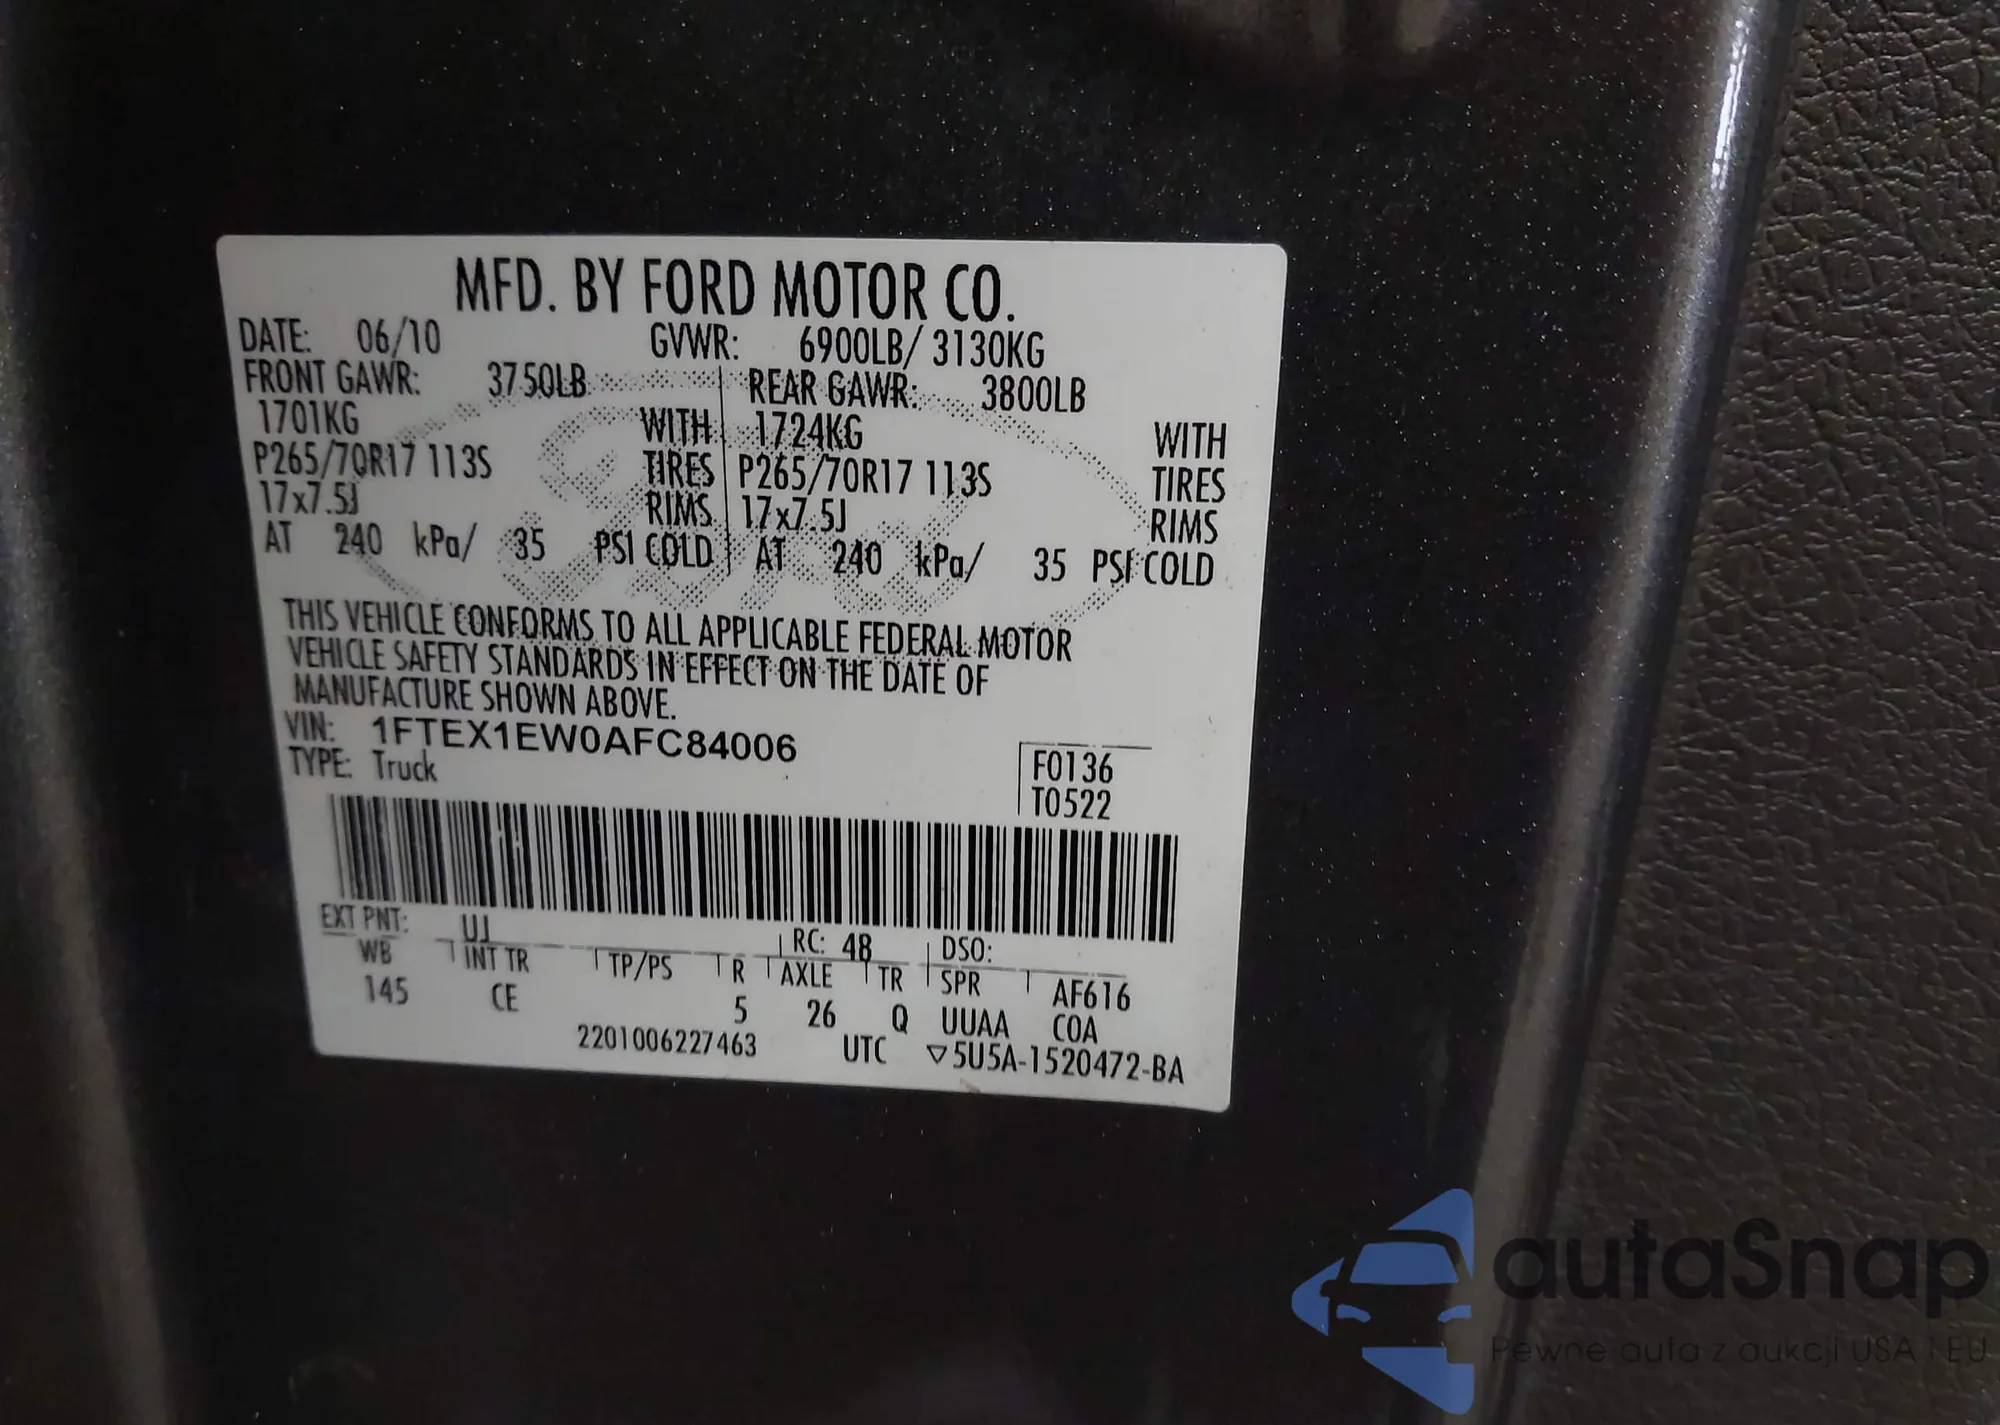 MFD. BY FORD MOTOR CO.
DATE: 06/10 GVWR: 6900LB/ 3130KG
FRONT GAWR: 3750LB REAR GAWR: 3800LB
1701KG WITH 1724KG WITH
P265/70R17 113S TIRES P265/70R17 113S TIRES
17x7.5J RIMS 17x7.5J RIMS
AT 240 kPa/ 35 PSI COLD AT 240 kPa/ 35 PSI COLD
THIS VEHICLE CONFORMS TO ALL APPLICABLE FEDERAL MOTOR
VEHICLE SAFETY STANDARDS IN EFFECT ON THE DATE OF
MANUFACTURE SHOWN ABOVE.
VIN: 1FTEX1EW0AFC84006
TYPE: Truck
F0136
T0522
EXT PNT: UJ RC: 48 DSO:
WB INT TR TP/PS R AXLE TR SPR AF616
145 CE 5 26 Q UUAA COA
2201006227463 UTC ▽5U5A-1520472-BA
autaSnap
Pewne auta z aukcji USA i EU